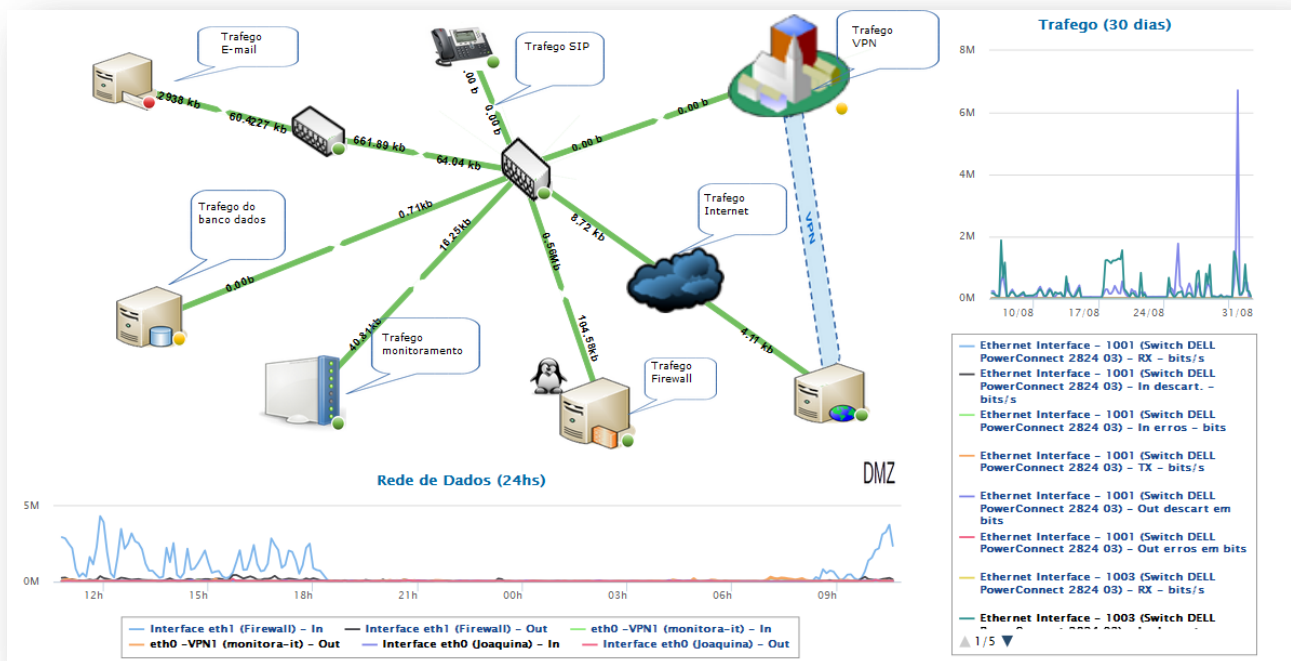 Trafego
E-mail
Trafego SIP
Trafego
VPN
Trafego (30 dias)
8M
6M
4M
2M
0M
10/08
17/08
24/08
31/08
.00 b
0.00 b
0.00 b
661.89 kb
64.04 kb
Trafego do
banco dados
0.71kb
0.00b
16.25kb
40.81kb
0.56Mb
104.58kb
8.72 kb
4.11 kb
Trafego
Internet
VPN
Trafego
monitoramento
Trafego
Firewall
DMZ
Rede de Dados (24hs)
5M
0M
12h
15h
18h
21h
00h
03h
06h
09h
Interface eth1 (Firewall) - In
Interface eth1 (Firewall) - Out
eth0 -VPN1 (monitora-it) - In
eth0 -VPN1 (monitora-it) - Out
Interface eth0 (Joaquina) - In
Interface eth0 (Joaquina) - Out
Ethernet Interface - 1001 (Switch DELL
PowerConnect 2824 03) - RX - bits/s
Ethernet Interface - 1001 (Switch DELL
PowerConnect 2824 03) - In descart. -
bits/s
Ethernet Interface - 1001 (Switch DELL
PowerConnect 2824 03) - In erros - bits
Ethernet Interface - 1001 (Switch DELL
PowerConnect 2824 03) - TX - bits/s
Ethernet Interface - 1001 (Switch DELL
PowerConnect 2824 03) - Out descart em
bits
Ethernet Interface - 1001 (Switch DELL
PowerConnect 2824 03) - Out erros em bits
Ethernet Interface - 1003 (Switch DELL
PowerConnect 2824 03) - RX - bits/s
Ethernet Interface - 1003 (Switch DELL
1/5